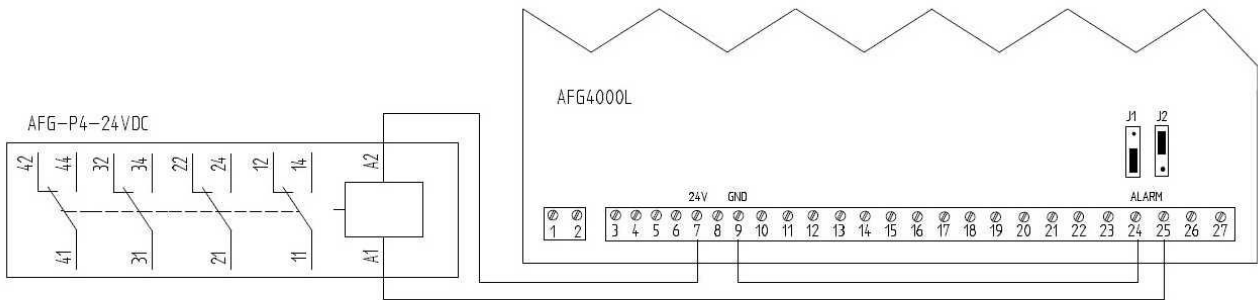 AFG4000L
J1 J2
AFG-P4-24VDC
42 44 32 34 22 24 12 14 A2
24V GND ALARM
1 2 3 4 5 6 7 8 9 10 11 12 13 14 15 16 17 18 19 20 21 22 23 24 25 26 27
41 31 21 11 A1